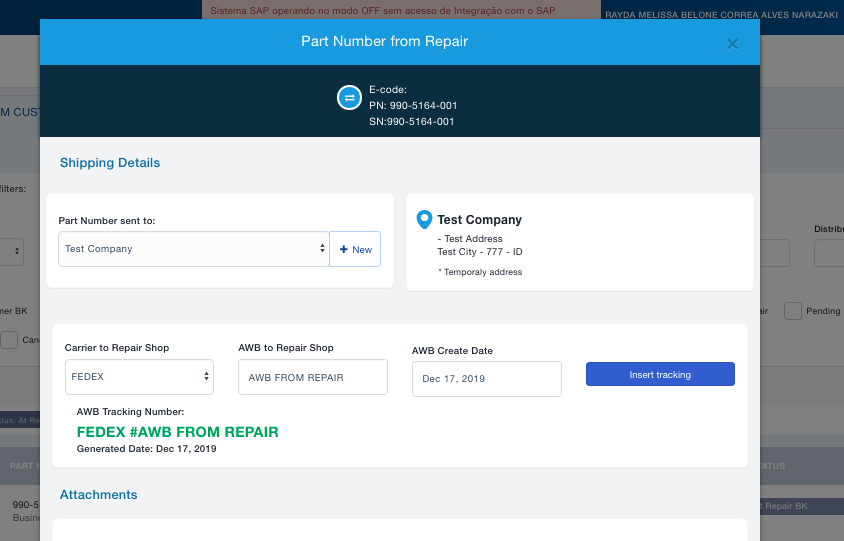 Sistema SAP operando no modo OFF sem acesso de Integração com o SAP
RAYDA MELISSA BELONE CORREA ALVES NARAZAKI
Part Number from Repair
×
E-code:
PN: 990-5164-001
SN:990-5164-001
M CUST
Shipping Details
filters:
Part Number sent to:
Test Company
+ New
Test Company
- Test Address
Test City - 777 - ID
* Temporaly address
Distribu
mer BK
air
Pending
Can
Carrier to Repair Shop
AWB to Repair Shop
AWB Create Date
FEDEX
AWB FROM REPAIR
Dec 17, 2019
Insert tracking
AWB Tracking Number:
FEDEX #AWB FROM REPAIR
Generated Date: Dec 17, 2019
tus: At Re
PART N
ATUS
Attachments
990-5
Busine
t Repair BK